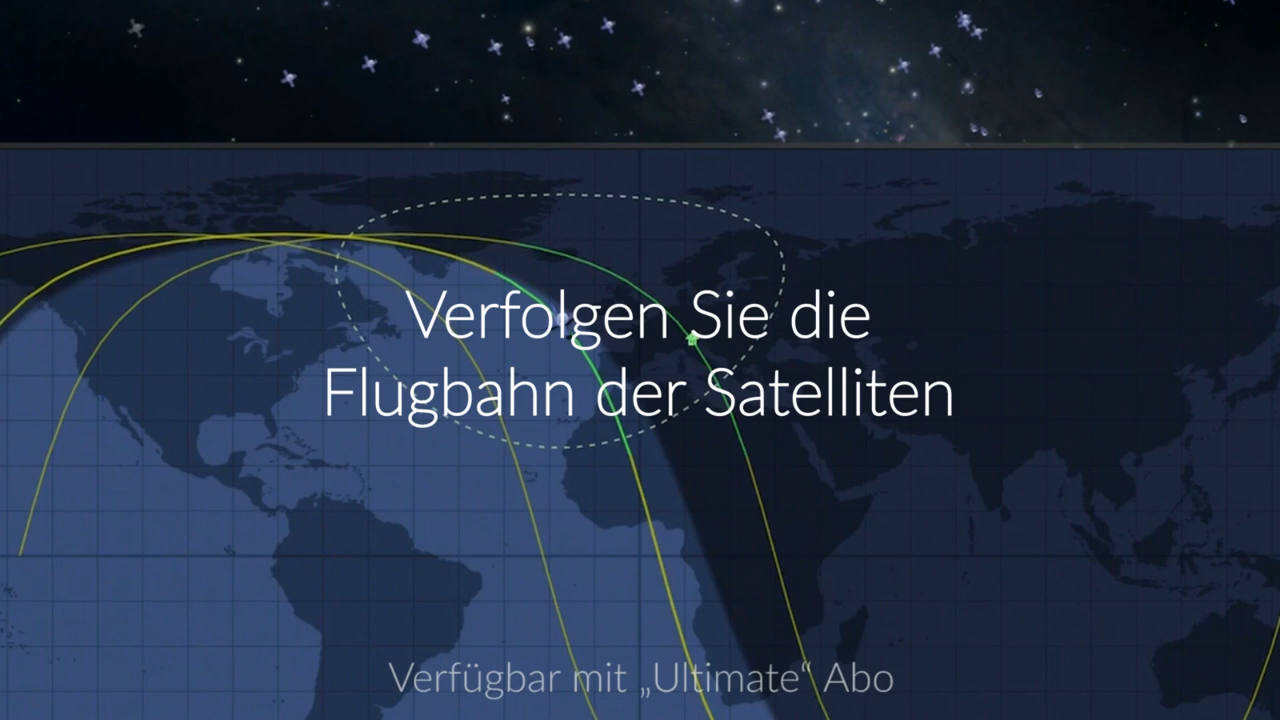 Verfolgen Sie die
Flugbahn der Satelliten
Verfügbar mit „Ultimate“ Abo